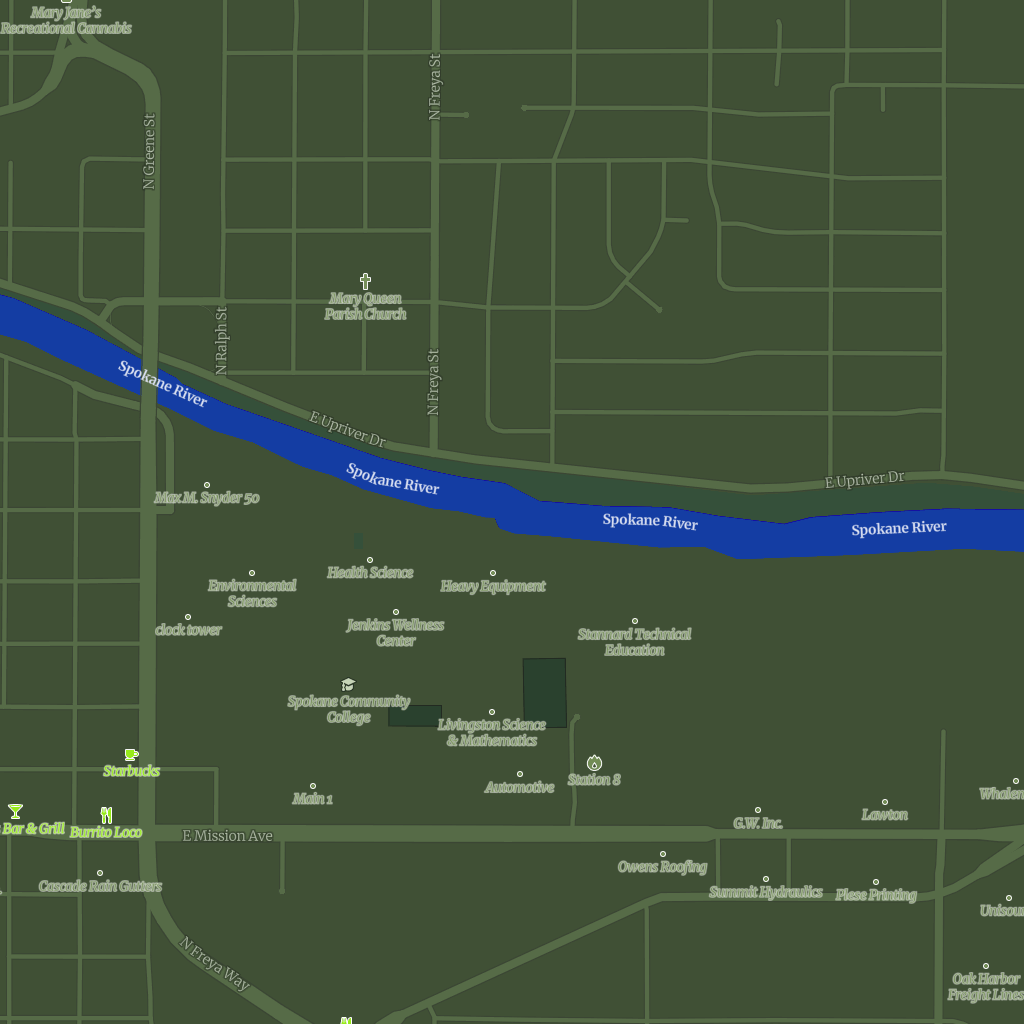 Mary Jane's
Recreational Cannabis
N Freya St
N Greene St
Mary Queen
Parish Church
N Ralph St
N Freya St
Spokane River
E Upriver Dr
Spokane River
E Upriver Dr
Spokane River
Spokane River
Max M. Snyder 50
Health Science
Environmental
Sciences
Heavy Equipment
clock tower
Jenkins Wellness
Center
Stannard Technical
Education
Spokane Community
College
Livingston Science
& Mathematics
Starbucks
Station 8
Automotive
Main 1
Whalen
Lawton
G.W. Inc.
Bar & Grill
Burrito Loco
E Mission Ave
Owens Roofing
Cascade Rain Gutters
Summit Hydraulics
Plese Printing
Unisour
N Freya Way
Oak Harbor
Freight Lines